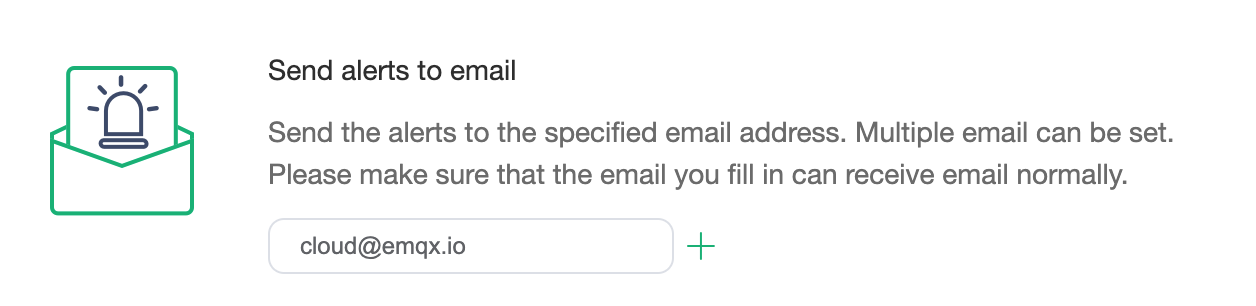 Send alerts to email
Send the alerts to the specified email address. Multiple email can be set.
Please make sure that the email you fill in can receive email normally.
cloud@emqx.io